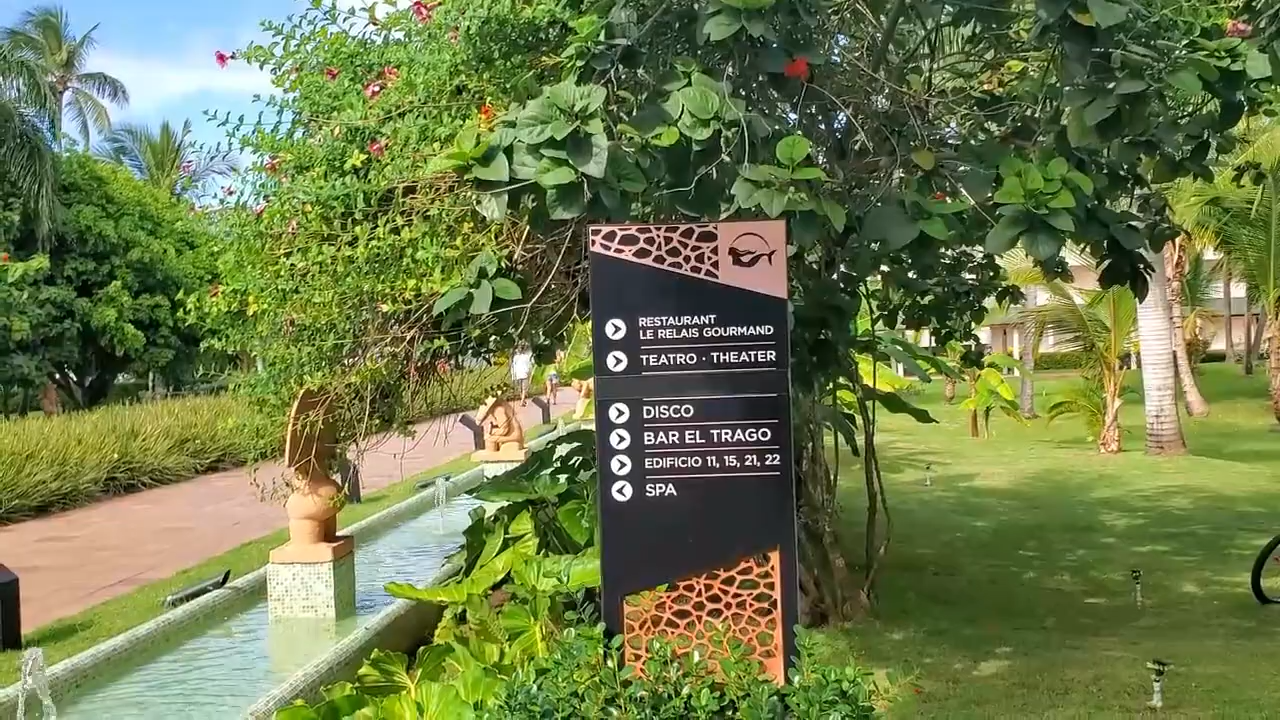 RESTAURANT
LE RELAIS GOURMAND
TEATRO · THEATER
DISCO
BAR EL TRAGO
EDIFICIO 11, 15, 21, 22
SPA